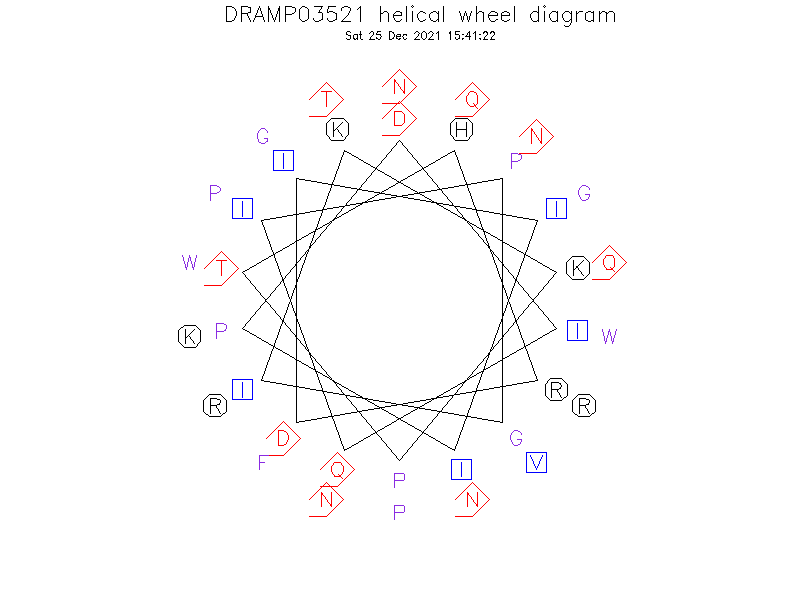 DRAMP03521 helical wheel diagram
Sat 25 Dec 2021 15:41:22
N
T Q
D
K H
G N
I P
P I I G
W T K Q
K P I W
R I R R
D G
F Q I V
N P N
P